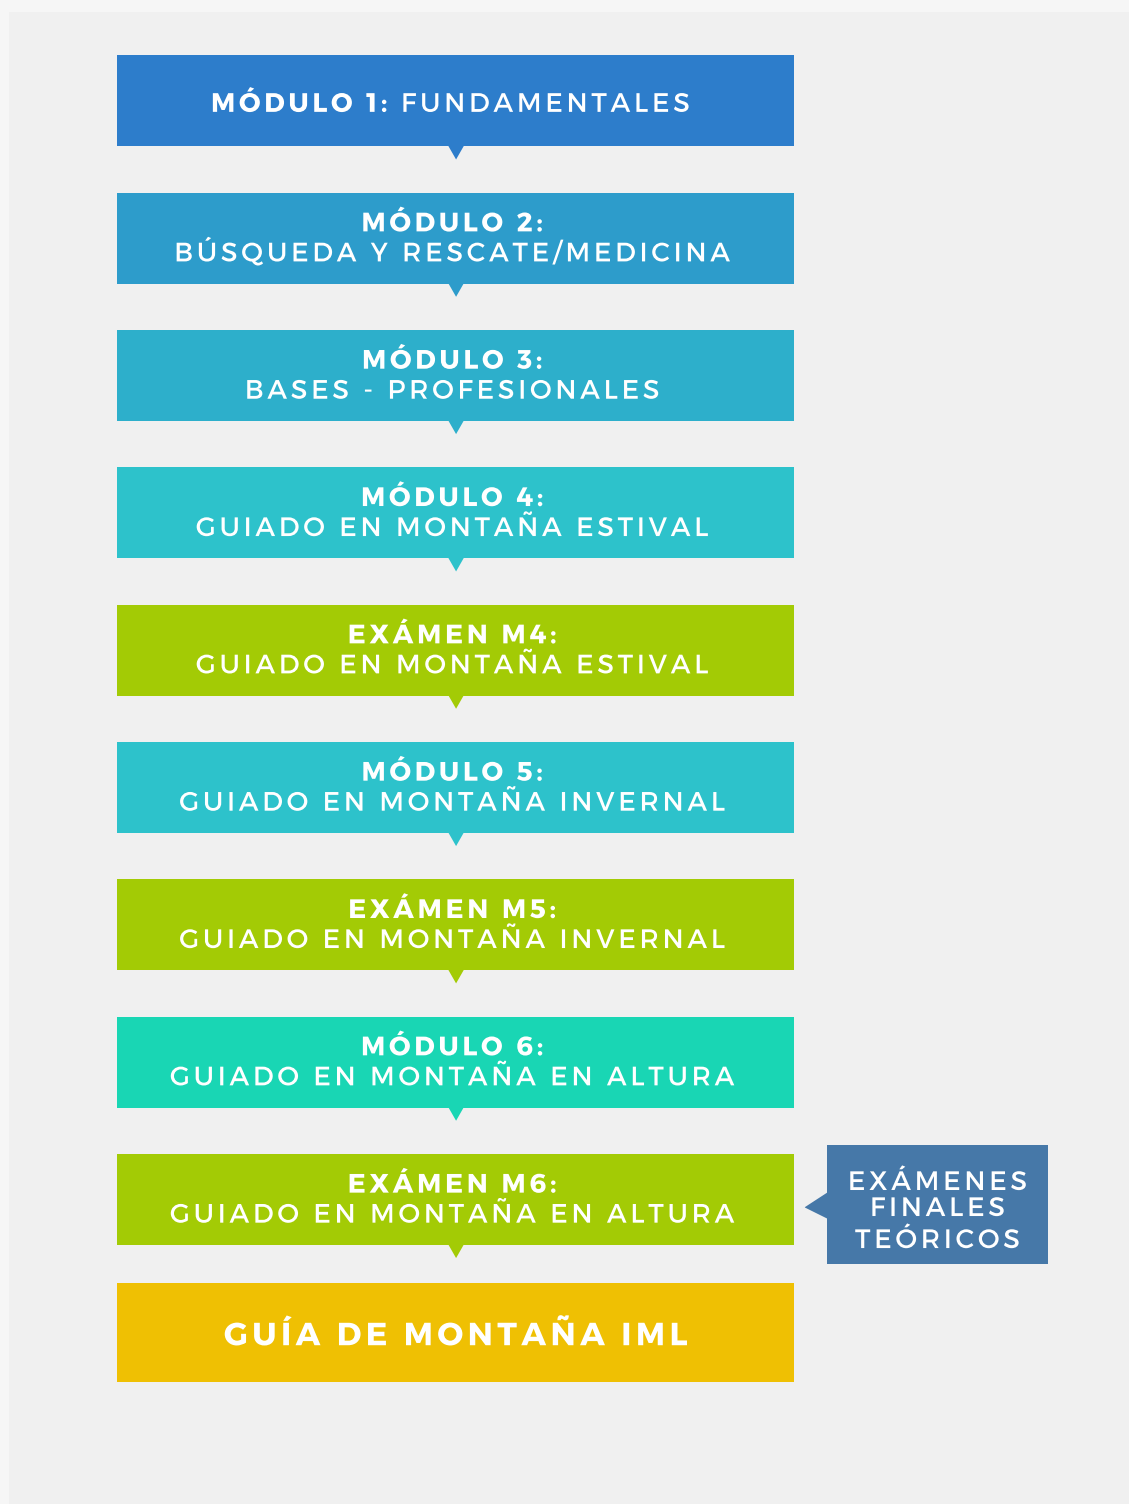 MÓDULO 1: FUNDAMENTALES
MÓDULO 2:
BÚSQUEDA Y RESCATE/MEDICINA
MÓDULO 3:
BASES - PROFESIONALES
MÓDULO 4:
GUIADO EN MONTAÑA ESTIVAL
EXÁMEN M4:
GUIADO EN MONTAÑA ESTIVAL
MÓDULO 5:
GUIADO EN MONTAÑA INVERNAL
EXÁMEN M5:
GUIADO EN MONTAÑA INVERNAL
MÓDULO 6:
GUIADO EN MONTAÑA EN ALTURA
EXÁMEN M6:
GUIADO EN MONTAÑA EN ALTURA
EXÁMENES
FINALES
TEÓRICOS
GUÍA DE MONTAÑA IML